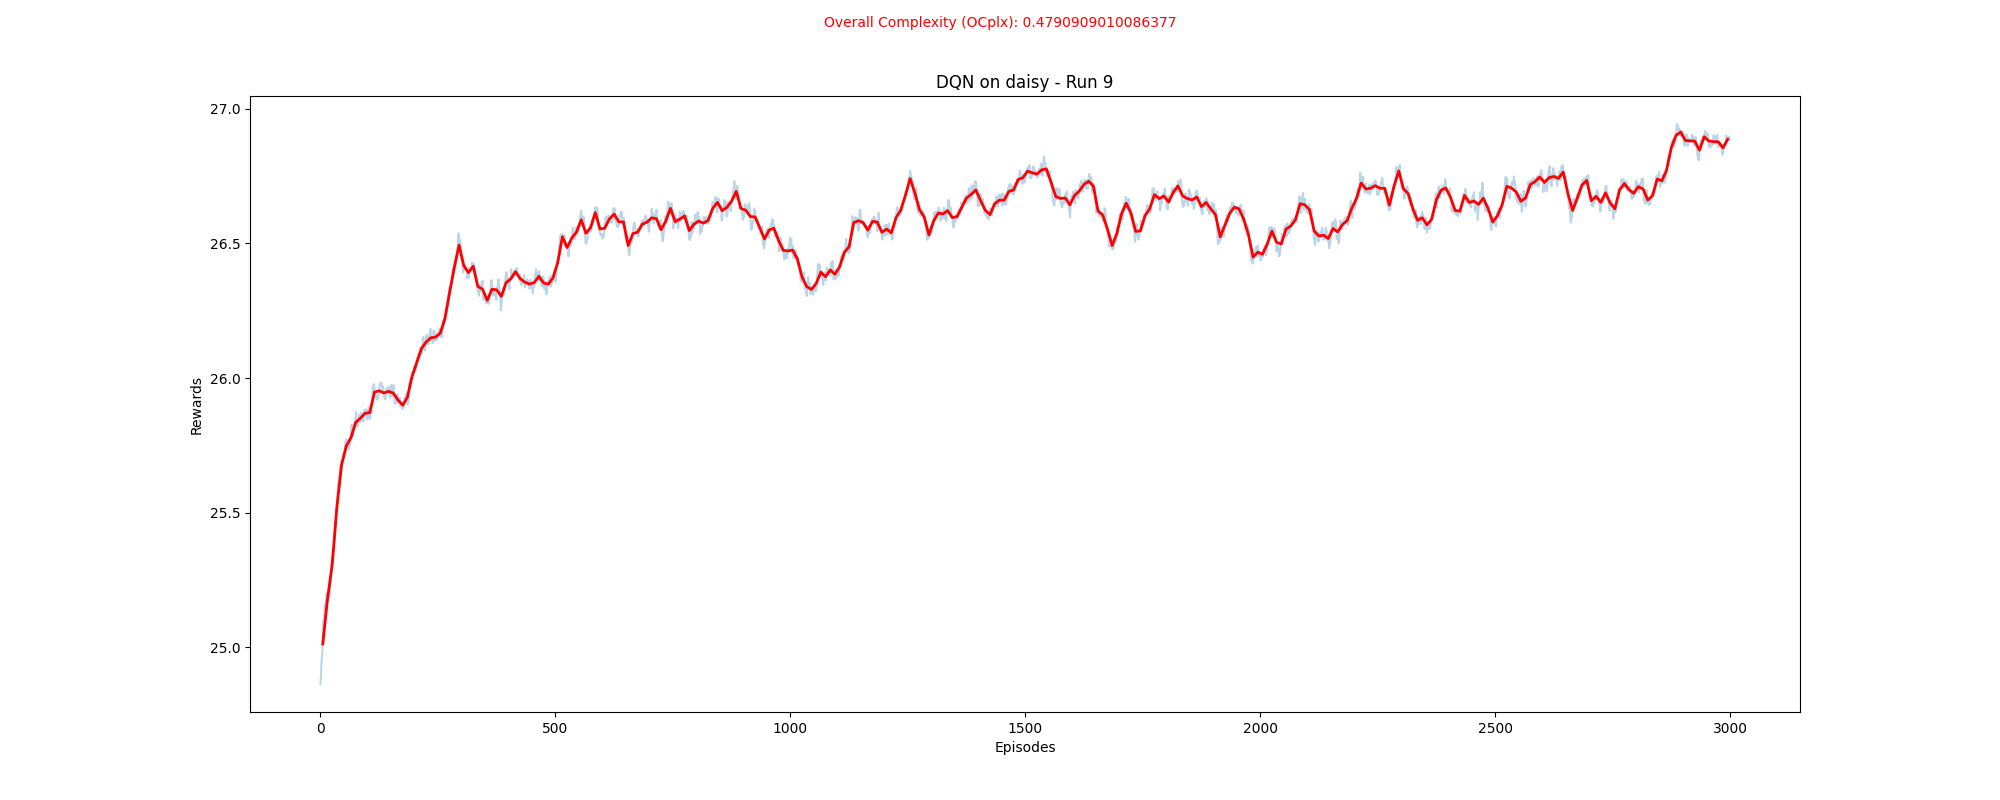 Overall Complexity (OCplx): 0.4790909010086377
DQN on daisy - Run 9
27.0
26.5
26.0
25.5
25.0
Rewards
0 500 1000 1500 2000 2500 3000
Episodes